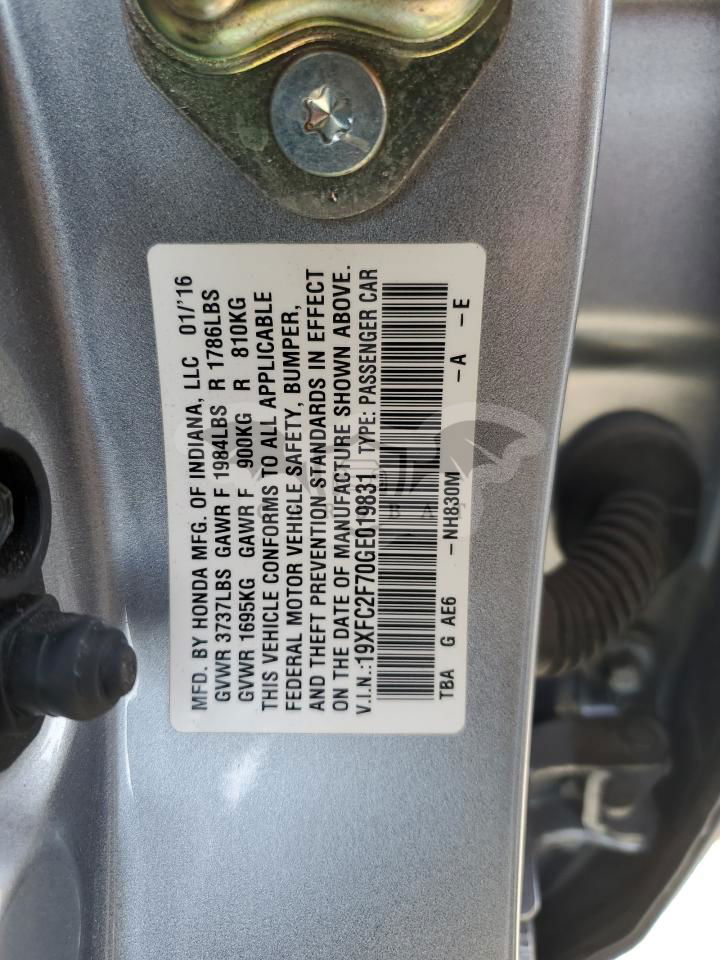 MFD. BY HONDA MFG. OF INDIANA, LLC 01/'16
GVWR 3737LBS GAWR F 1984LBS R 1786LBS
GVWR 1695KG GAWR F 900KG R 810KG
THIS VEHICLE CONFORMS TO ALL APPLICABLE
FEDERAL MOTOR VEHICLE SAFETY, BUMPER,
AND THEFT PREVENTION STANDARDS IN EFFECT
ON THE DATE OF MANUFACTURE SHOWN ABOVE.
V.I.N.:19XFC2F70GE019831 TYPE: PASSENGER CAR
TBA G AE6 -NH830M -A -E